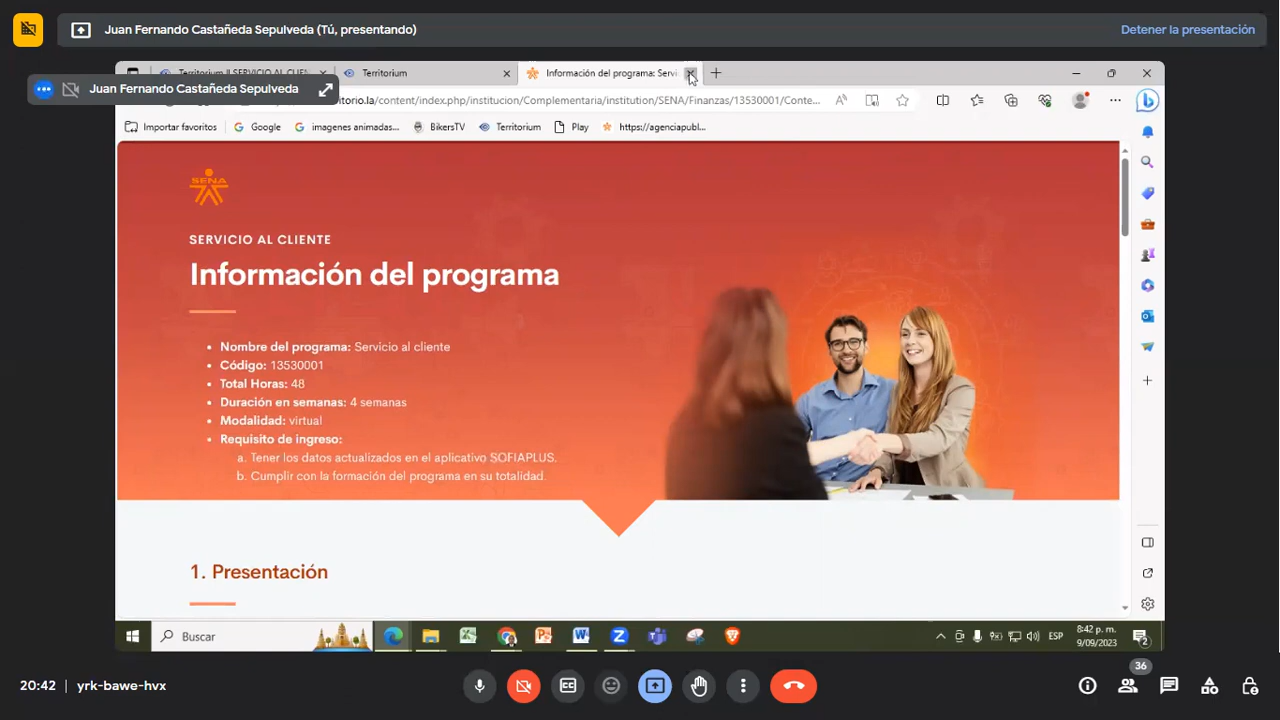 Juan Fernando Castañeda Sepulveda (Tú, presentando)
Detener la presentación
Territorium || SERVICIO AL CLIEN
Territorium
Información del programa: Servi
Juan Fernando Castañeda Sepulveda
itorio.la/content/index.php/institucion/Complementaria/institution/SENA/Finanzas/13530001/Conte...
Importar favoritos
Google
imagenes animadas...
BikersTV
Territorium
Play
https://agenciapubl...
SENA
SERVICIO AL CLIENTE
Información del programa
Nombre del programa: Servicio al cliente
Código: 13530001
Total Horas: 48
Duración en semanas: 4 semanas
Modalidad: virtual
Requisito de ingreso:
a. Tener los datos actualizados en el aplicativo SOFIAPLUS.
b. Cumplir con la formación del programa en su totalidad.
1. Presentación
Buscar
ESP
8:42 p. m.
9/09/2023
2
20:42 | yrk-bawe-hvx
36